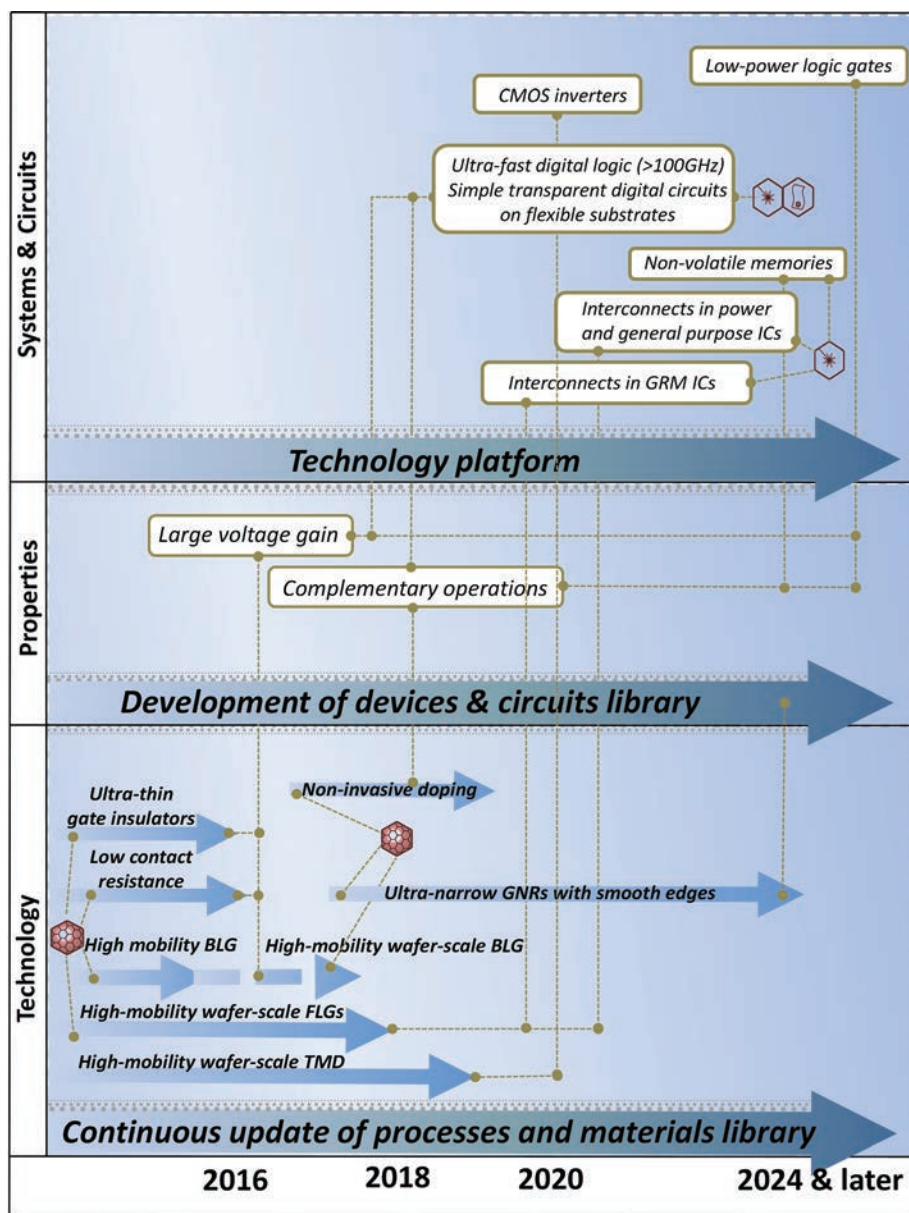 Systems & Circuits
Low-power logic gates
CMOS inverters
Ultra-fast digital logic (>100GHz)
Simple transparent digital circuits
on flexible substrates
Non-volatile memories
Interconnects in power
and general purpose ICs
Interconnects in GRM ICs
Technology platform
Properties
Large voltage gain
Complementary operations
Development of devices & circuits library
Technology
Non-invasive doping
Ultra-thin
gate insulators
Low contact
resistance
Ultra-narrow GNRs with smooth edges
High mobility BLG
High-mobility wafer-scale BLG
High-mobility wafer-scale FLGs
High-mobility wafer-scale TMD
Continuous update of processes and materials library
2016 2018 2020 2024 & later